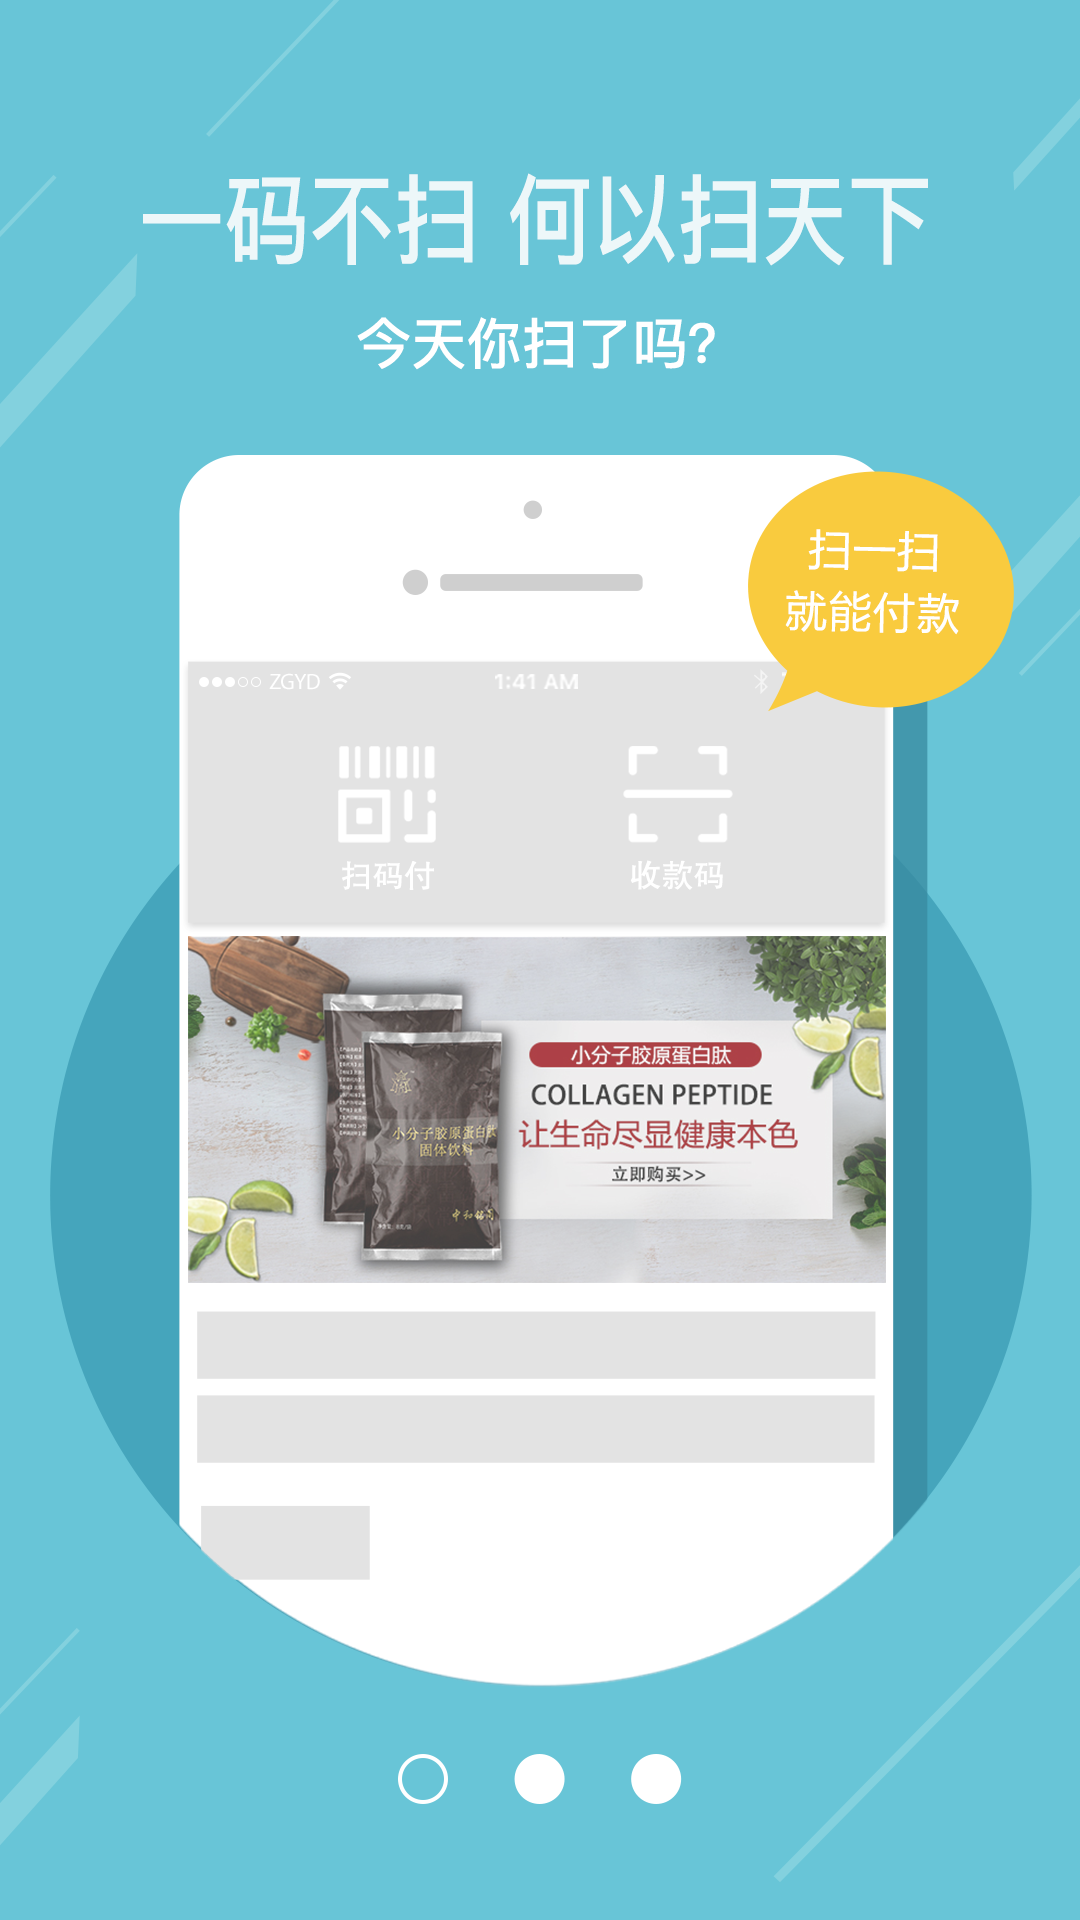 一码不扫 何以扫天下
今天你扫了吗?
扫一扫
就能付款
ZGYD
1:41 AM
扫码付
收款码
小分子胶原蛋白肽
COLLAGEN PEPTIDE
让生命尽显健康本色
立即购买>>
小分子胶原蛋白肽
固体饮料